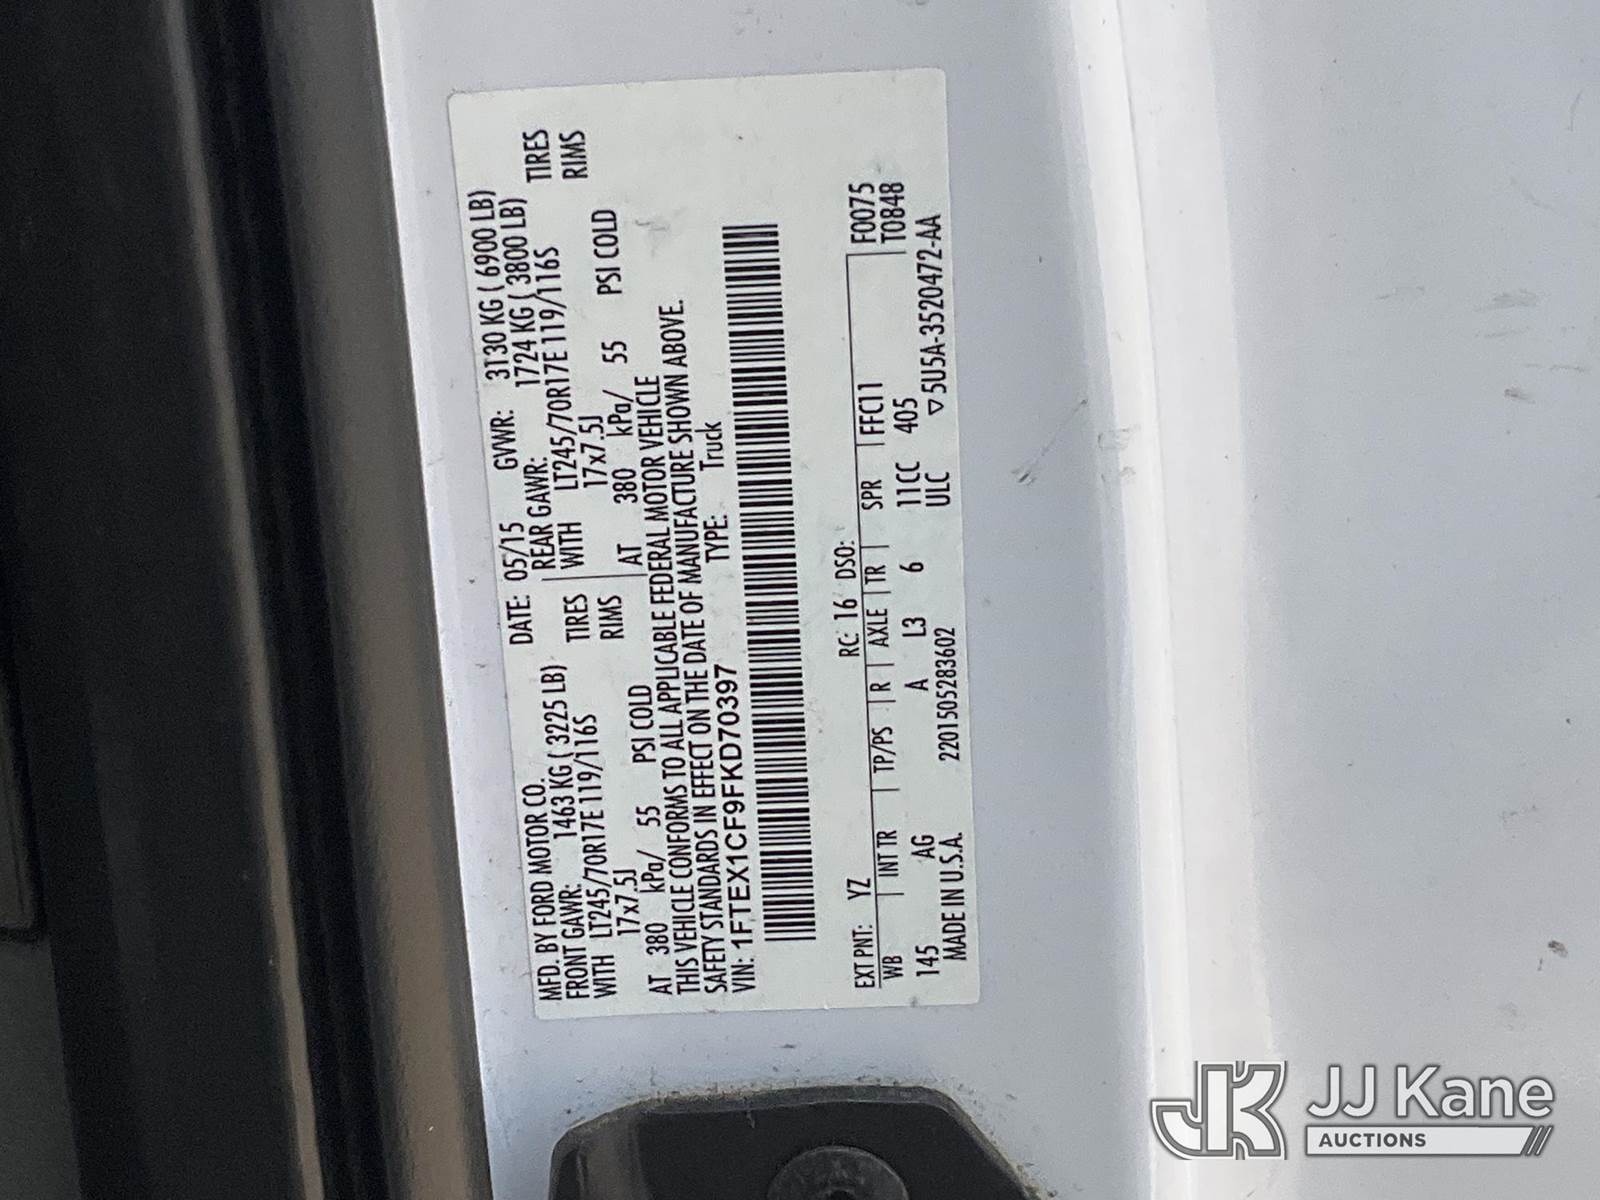 MFD. BY FORD MOTOR CO.
DATE: 05/15 GVWR: 3130 KG ( 6900 LB)
FRONT GAWR: 1463 KG ( 3225 LB) REAR GAWR: 1724 KG ( 3800 LB)
WITH LT245/70R17E 119/116S TIRES WITH LT245/70R17E 119/116S TIRES
17x7.5J RIMS 17x7.5J RIMS
AT 380 kPa/ 55 PSI COLD AT 380 kPa/ 55 PSI COLD
THIS VEHICLE CONFORMS TO ALL APPLICABLE FEDERAL MOTOR VEHICLE
SAFETY STANDARDS IN EFFECT ON THE DATE OF MANUFACTURE SHOWN ABOVE.
VIN: 1FTEX1CF9FKD70397 TYPE: Truck
EXT PNT: YZ RC: 16 DSO: F0075
WB INT TR TP/PS R AXLE TR SPR FFC11 T0848
145 AG A L3 6 11CC 405
MADE IN U.S.A. 2201505283602 ULC ▽5U5A-3520472-AA
JK JJ Kane
AUCTIONS